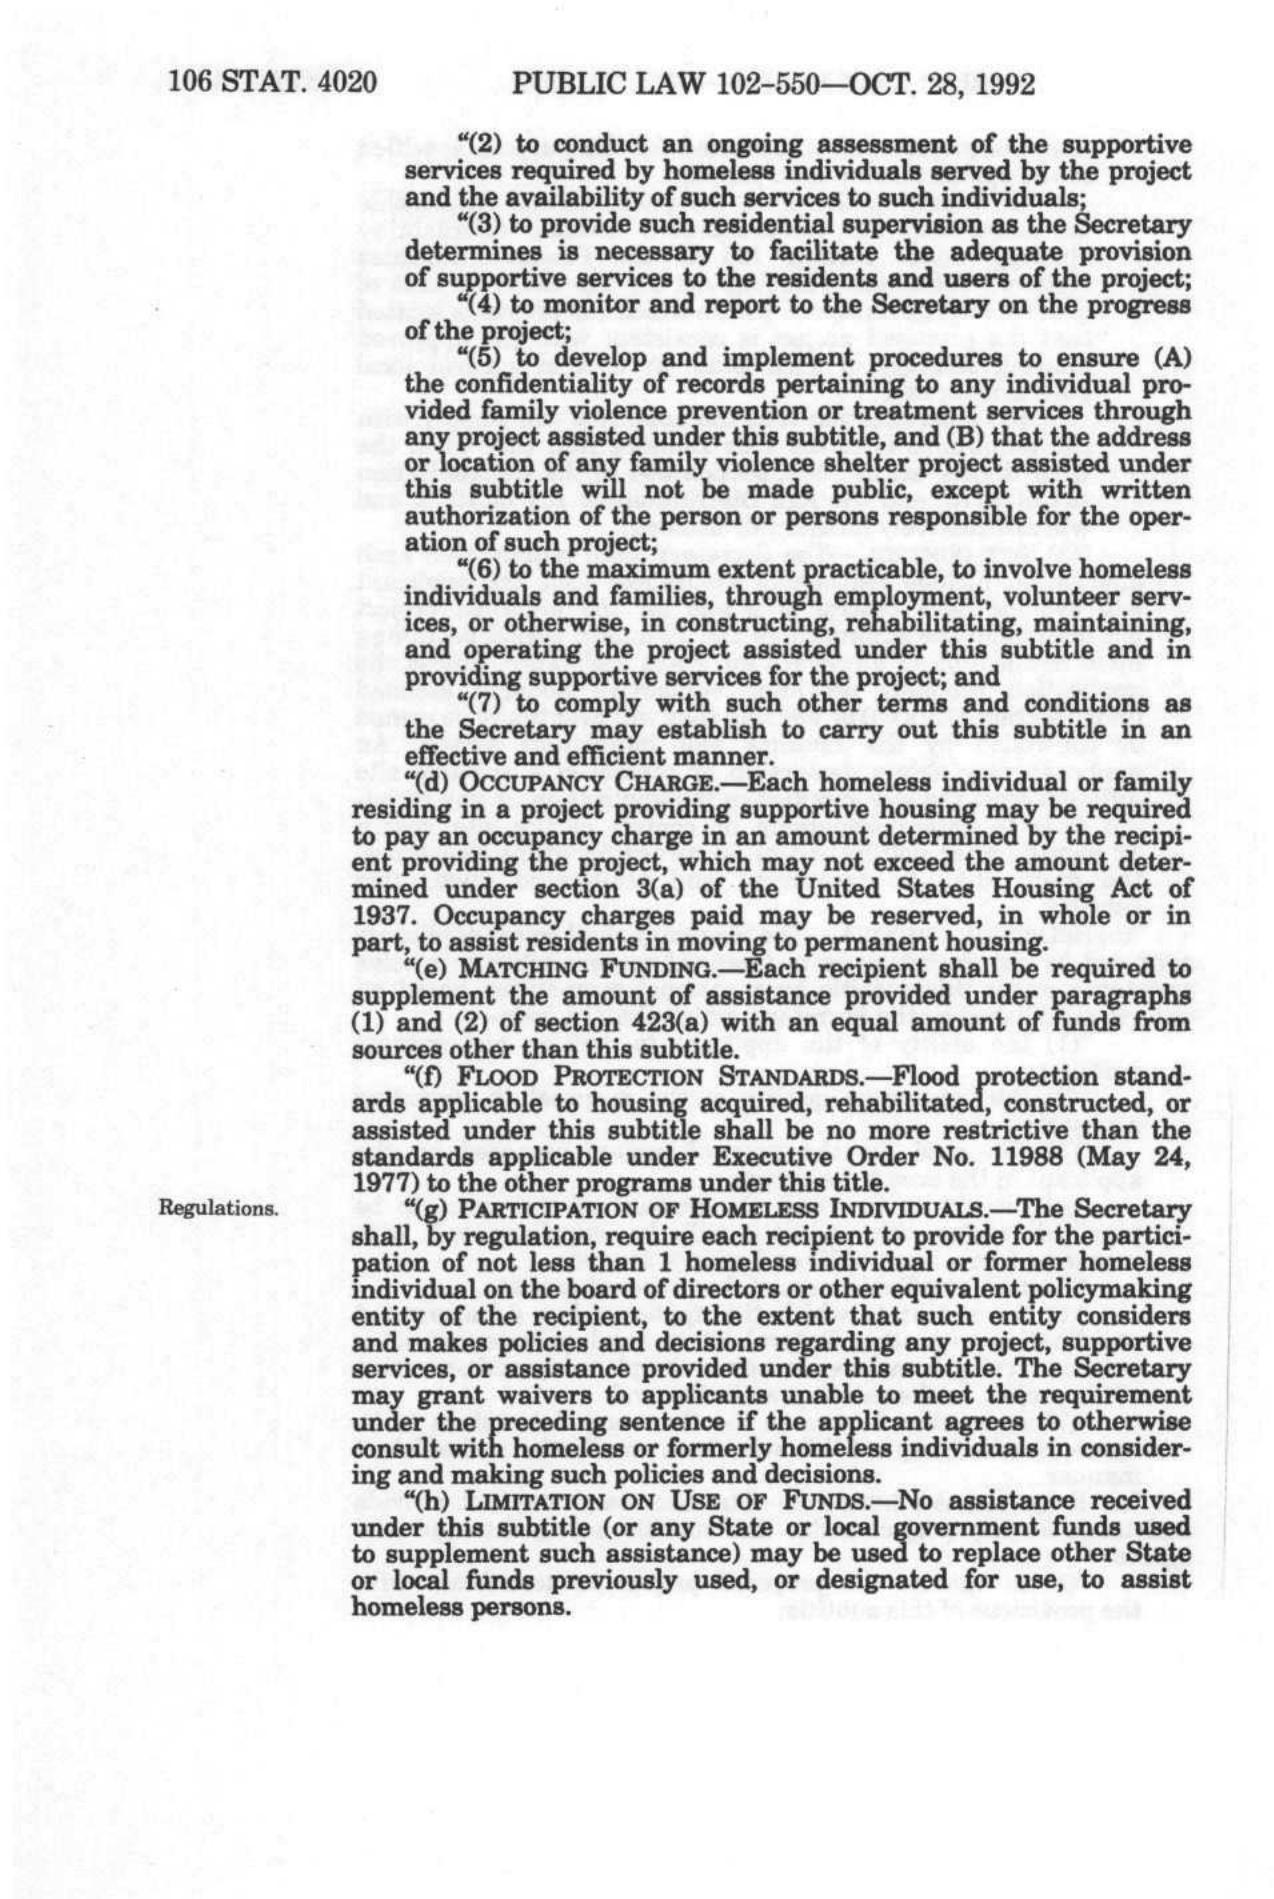 106 STAT. 4020
PUBLIC LAW 102-550—OCT. 28, 1992
"(2) to conduct an ongoing assessment of the supportive
services required by homeless individuals served by the project
and the availability of such services to such individuals;
"(3) to provide such residential supervision as the Secretary
determines is necessary to facilitate the adequate provision
of supportive services to the residents and users of the project;
"(4) to monitor and report to the Secretary on the progress
of the project;
"(5) to develop and implement procedures to ensure (A)
the confidentiality of records pertaining to any individual pro-
vided family violence prevention or treatment services through
any project assisted under this subtitle, and (B) that the address
or location of any family violence shelter project assisted under
this subtitle will not be made public, except with written
authorization of the person or persons responsible for the oper-
ation of such project;
"(6) to the maximum extent practicable, to involve homeless
individuals and families, through employment, volunteer serv-
ices, or otherwise, in constructing, rehabilitating, maintaining,
and operating the project assisted under this subtitle and in
providing supportive services for the project; and
"(7) to comply with such other terms and conditions as
the Secretary may establish to carry out this subtitle in an
effective and efficient manner.
"(d) OCCUPANCY CHARGE.—Each homeless individual or family
residing in a project providing supportive housing may be required
to pay an occupancy charge in an amount determined by the recipi-
ent providing the project, which may not exceed the amount deter-
mined under section 3(a) of the United States Housing Act of
1937. Occupancy charges paid may be reserved, in whole or in
part, to assist residents in moving to permanent housing.
"(e) MATCHING FUNDING.—Each recipient shall be required to
supplement the amount of assistance provided under paragraphs
(1) and (2) of section 423(a) with an equal amount of funds from
sources other than this subtitle.
"(f) FLOOD PROTECTION STANDARDS.—Flood protection stand-
ards applicable to housing acquired, rehabilitated, constructed, or
assisted under this subtitle shall be no more restrictive than the
standards applicable under Executive Order No. 11988 (May 24,
1977) to the other programs under this title.
Regulations.
"(g) PARTICIPATION OF HOMELESS INDIVIDUALS.—The Secretary
shall, by regulation, require each recipient to provide for the partici-
pation of not less than 1 homeless individual or former homeless
individual on the board of directors or other equivalent policymaking
entity of the recipient, to the extent that such entity considers
and makes policies and decisions regarding any project, supportive
services, or assistance provided under this subtitle. The Secretary
may grant waivers to applicants unable to meet the requirement
under the preceding sentence if the applicant agrees to otherwise
consult with homeless or formerly homeless individuals in consider-
ing and making such policies and decisions.
"(h) LIMITATION ON USE OF FUNDS.—No assistance received
under this subtitle (or any State or local government funds used
to supplement such assistance) may be used to replace other State
or local funds previously used, or designated for use, to assist
homeless persons.